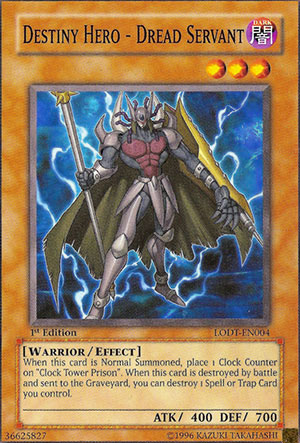 DESTINY HERO - DREAD SERVANT
DARK
闇
1st Edition
LODT-EN004
[WARRIOR/EFFECT]
When this card is Normal Summoned, place 1 Clock Counter
on "Clock Tower Prison". When this card is destroyed by battle
and sent to the Graveyard, you can destroy 1 Spell or Trap Card
you control.
ATK/ 400 DEF/ 700
36625827
©1996 KAZUKI TAKAHASHI